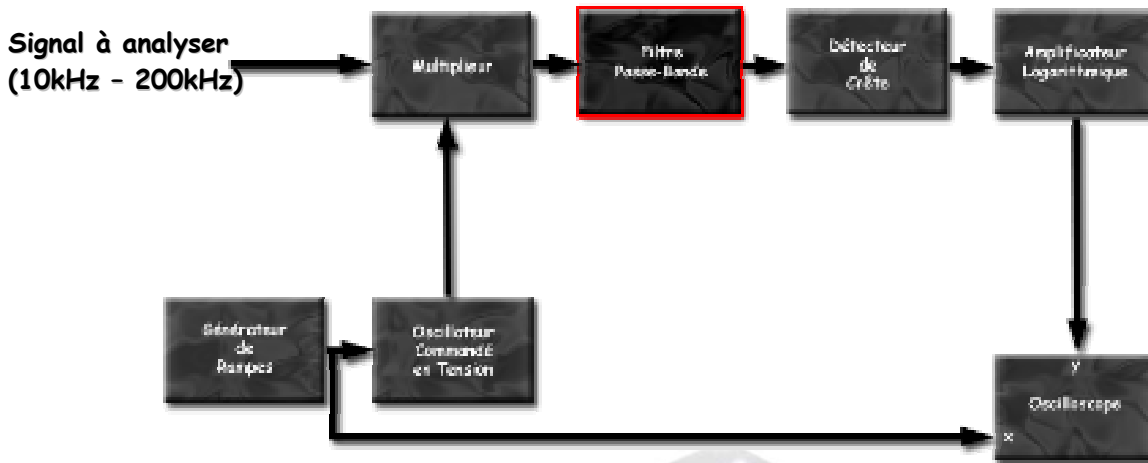 Signal à analyser
(10kHz - 200kHz)
Multiplieur
Filtre
Passe-Bande
Détecteur
de
Crête
Amplificateur
Logarithmique
Générateur
de
Rampes
Oscillateur
Commandé
en Tension
y
Oscilloscope
x